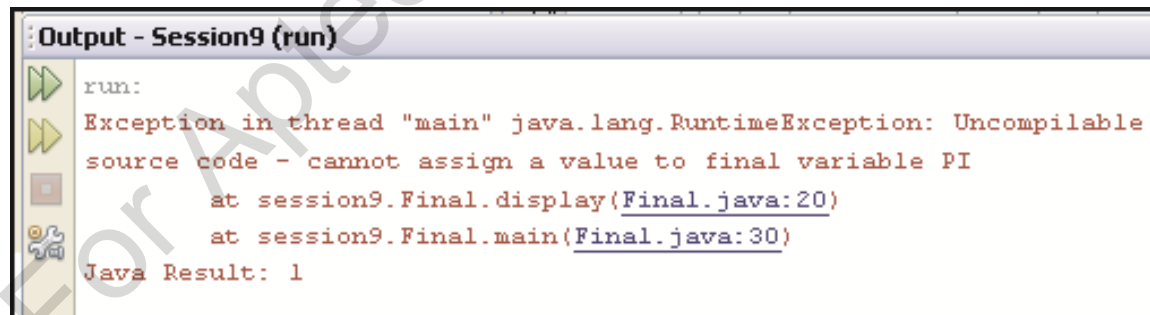 Output - Session9 (run)
run:
Exception in thread "main" java.lang.RuntimeException: Uncompilable
source code - cannot assign a value to final variable PI
at session9.Final.display(Final.java:20)
at session9.Final.main(Final.java:30)
Java Result: 1
For Apte